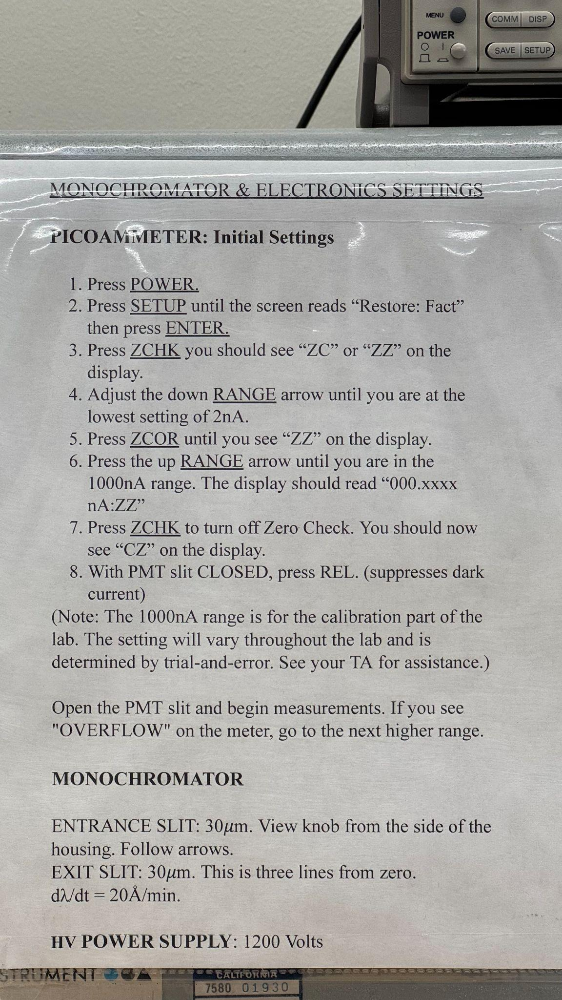 MENU
COMM DISP
POWER
SAVE SETUP
MONOCHROMATOR & ELECTRONICS SETTINGS
PICOAMMETER: Initial Settings
1. Press POWER.
2. Press SETUP until the screen reads “Restore: Fact”
then press ENTER.
3. Press ZCHK you should see “ZC” or “ZZ” on the
display.
4. Adjust the down RANGE arrow until you are at the
lowest setting of 2nA.
5. Press ZCOR until you see “ZZ” on the display.
6. Press the up RANGE arrow until you are in the
1000nA range. The display should read “000.xxxx
nA:ZZ”
7. Press ZCHK to turn off Zero Check. You should now
see “CZ” on the display.
8. With PMT slit CLOSED, press REL. (suppresses dark
current)
(Note: The 1000nA range is for the calibration part of the
lab. The setting will vary throughout the lab and is
determined by trial-and-error. See your TA for assistance.)
Open the PMT slit and begin measurements. If you see
"OVERFLOW" on the meter, go to the next higher range.
MONOCHROMATOR
ENTRANCE SLIT: 30μm. View knob from the side of the
housing. Follow arrows.
EXIT SLIT: 30μm. This is three lines from zero.
dλ/dt = 20Å/min.
HV POWER SUPPLY: 1200 Volts
STRUMENT
CALIFORNIA
7580 01930